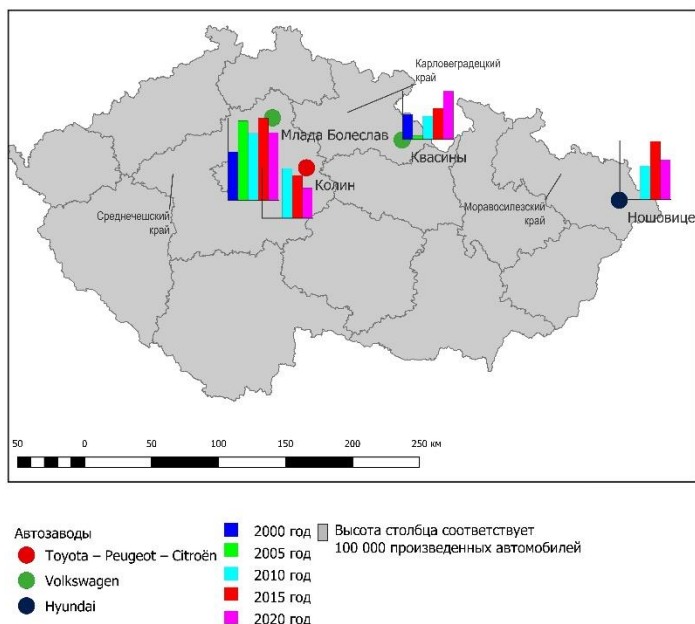 Карловеградецкий
край
Млада Болеслав
Квасины
Колин
Среднечешский
край
Моравосилезский
край
Ношовице
50
0
50
100
150
200
250 км
Автозаводы
Toyota – Peugeot – Citroën
Volkswagen
Hyundai
2000 год
2005 год
2010 год
2015 год
2020 год
Высота столбца соответствует
100 000 произведенных автомобилей